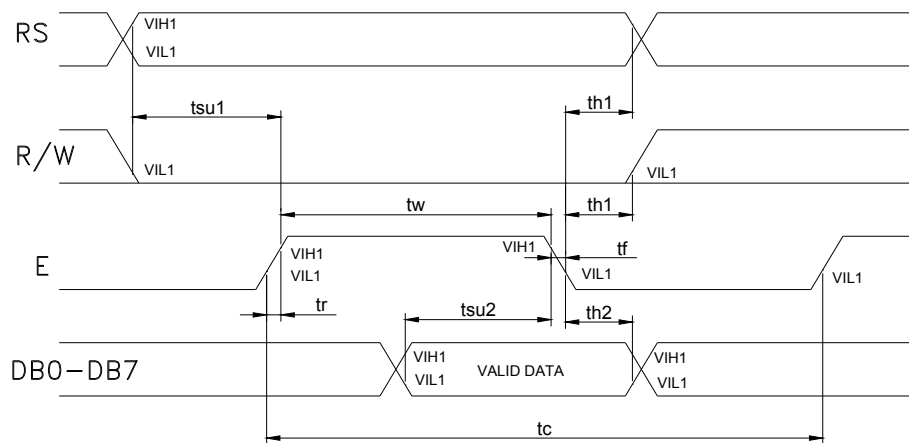 RS
VIH1
VIL1
tsu1
th1
R/W
VIL1
VIL1
tw
th1
E
VIH1
VIL1
VIH1
tf
VIL1
VIL1
tr
tsu2
th2
DB0-DB7
VIH1
VIL1
VALID DATA
VIH1
VIL1
tc